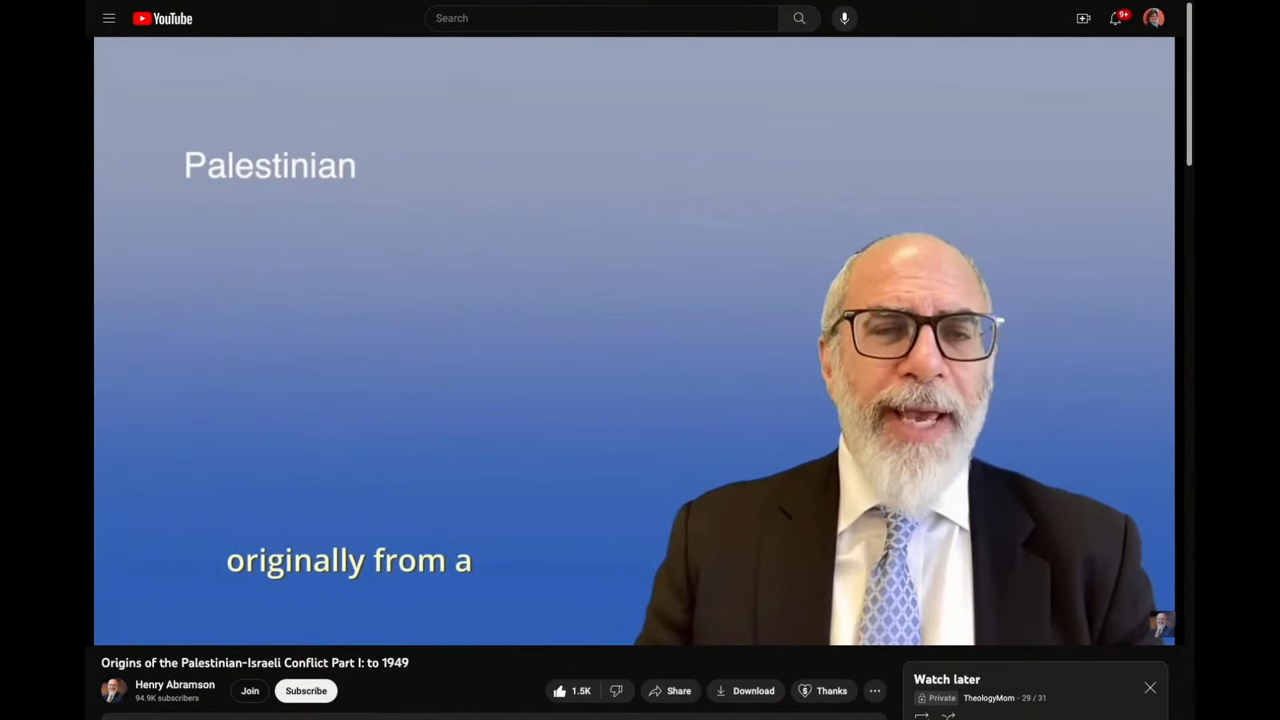 YouTube
Search
9+
Palestinian
originally from a
Origins of the Palestinian-Israeli Conflict Part I: to 1949
Henry Abramson
94.9K subscribers
Join
Subscribe
1.5K
Share
Download
Thanks
Watch later
Private
TheologyMom - 29 / 31